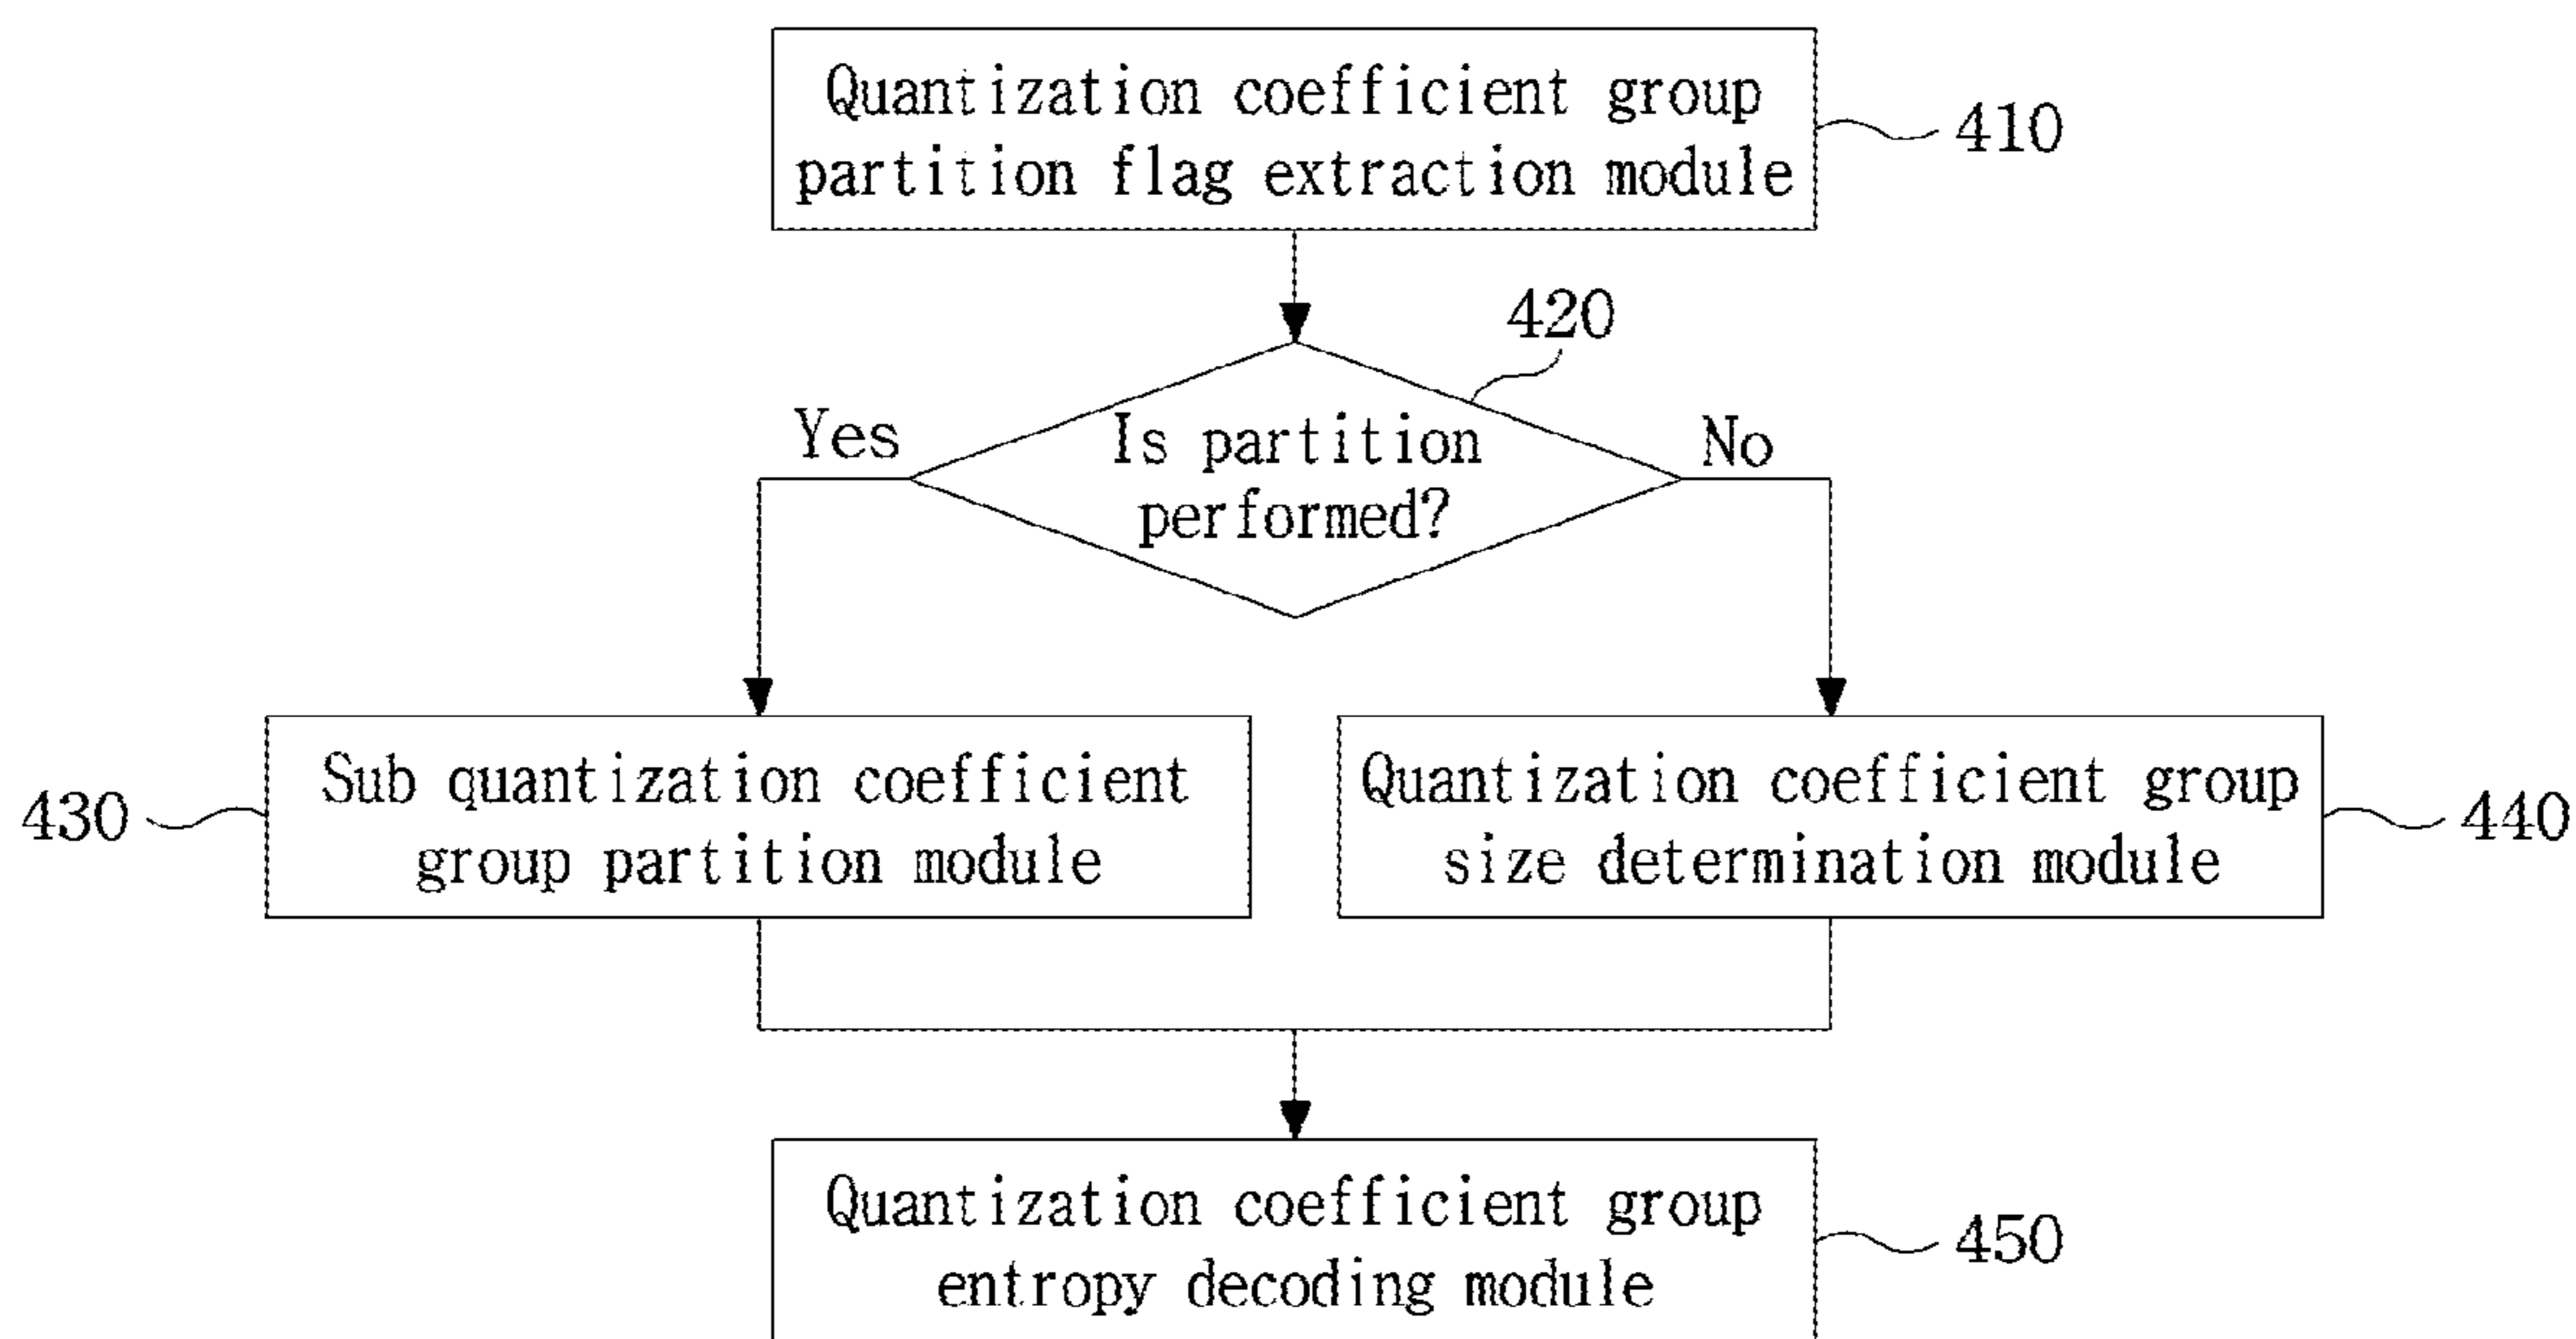 Quantization coefficient group
partition flag extraction module
410
420
Yes
Is partition
performed?
No
430
Sub quantization coefficient
group partition module
Quantization coefficient group
size determination module
440
Quantization coefficient group
entropy decoding module
450